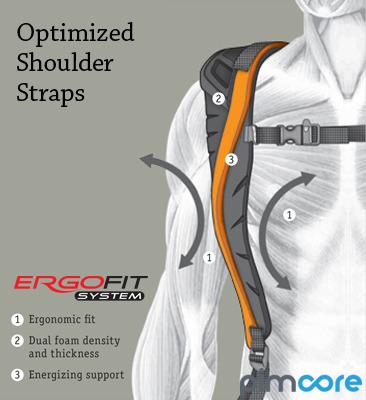 Optimized
Shoulder
Straps
2
3
1
1
ERGOFIT
SYSTEM
1 Ergonomic fit
2 Dual foam density
and thickness
3 Energizing support
aimcore